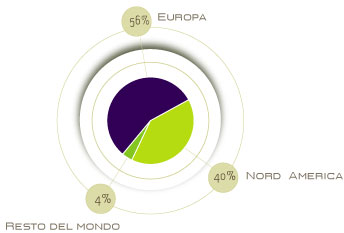 56% Europa
40% Nord America
4%
Resto del mondo